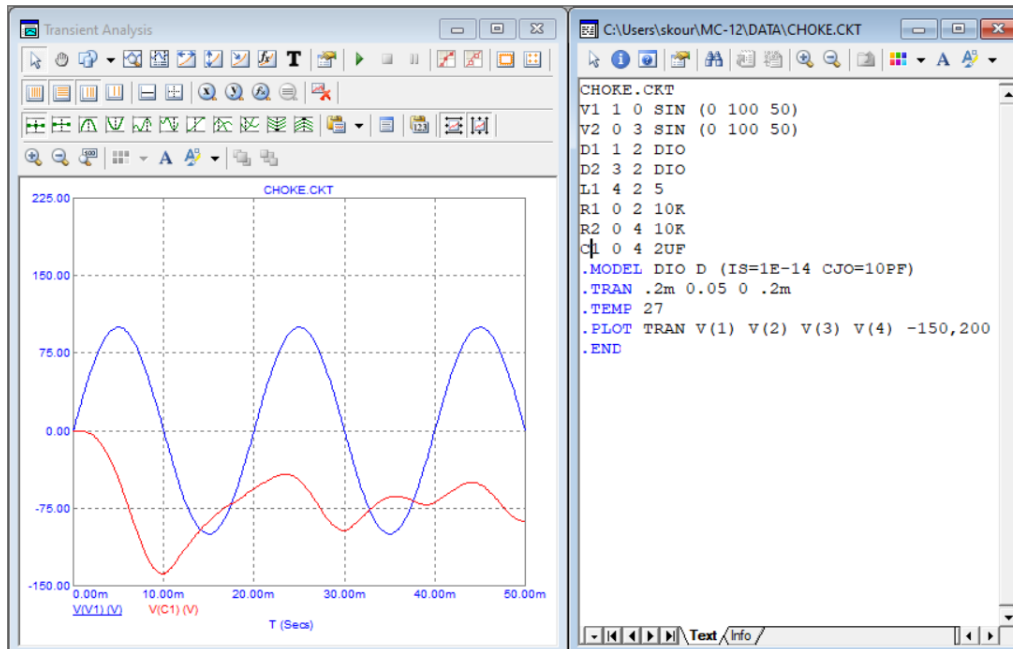 Transient Analysis
T
A
CHOKE.CKT
225.00
150.00
75.00
0.00
-75.00
-150.00
0.00m 10.00m 20.00m 30.00m 40.00m 50.00m
V(V1) (V) V(C1) (V)
T (Secs)
C:\Users\skour\MC-12\DATA\CHOKE.CKT
A
CHOKE.CKT
V1 1 0 SIN (0 100 50)
V2 0 3 SIN (0 100 50)
D1 1 2 DIO
D2 3 2 DIO
L1 4 2 5
R1 0 2 10K
R2 0 4 10K
C1 0 4 2UF
.MODEL DIO D (IS=1E-14 CJO=10PF)
.TRAN .2m 0.05 0 .2m
.TEMP 27
.PLOT TRAN V(1) V(2) V(3) V(4) -150,200
.END
Text Info